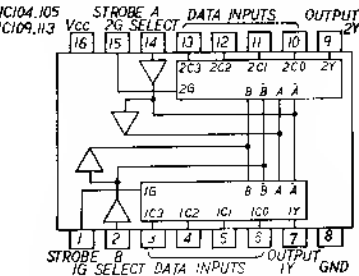 IC104.105
IC109.113
STROBE A DATA INPUTS OUTPUT
Vcc 2G SELECT 2Y
16 15 14 13 12 11 10 9
2C3 2C2 2C1 2C0 2Y
2G
B B A A
1G B B A A
1C3 1C2 1C1 1C0 1Y
1 2 3 4 5 6 7 8
STROBE B OUTPUT
1G SELECT DATA INPUTS 1Y GND